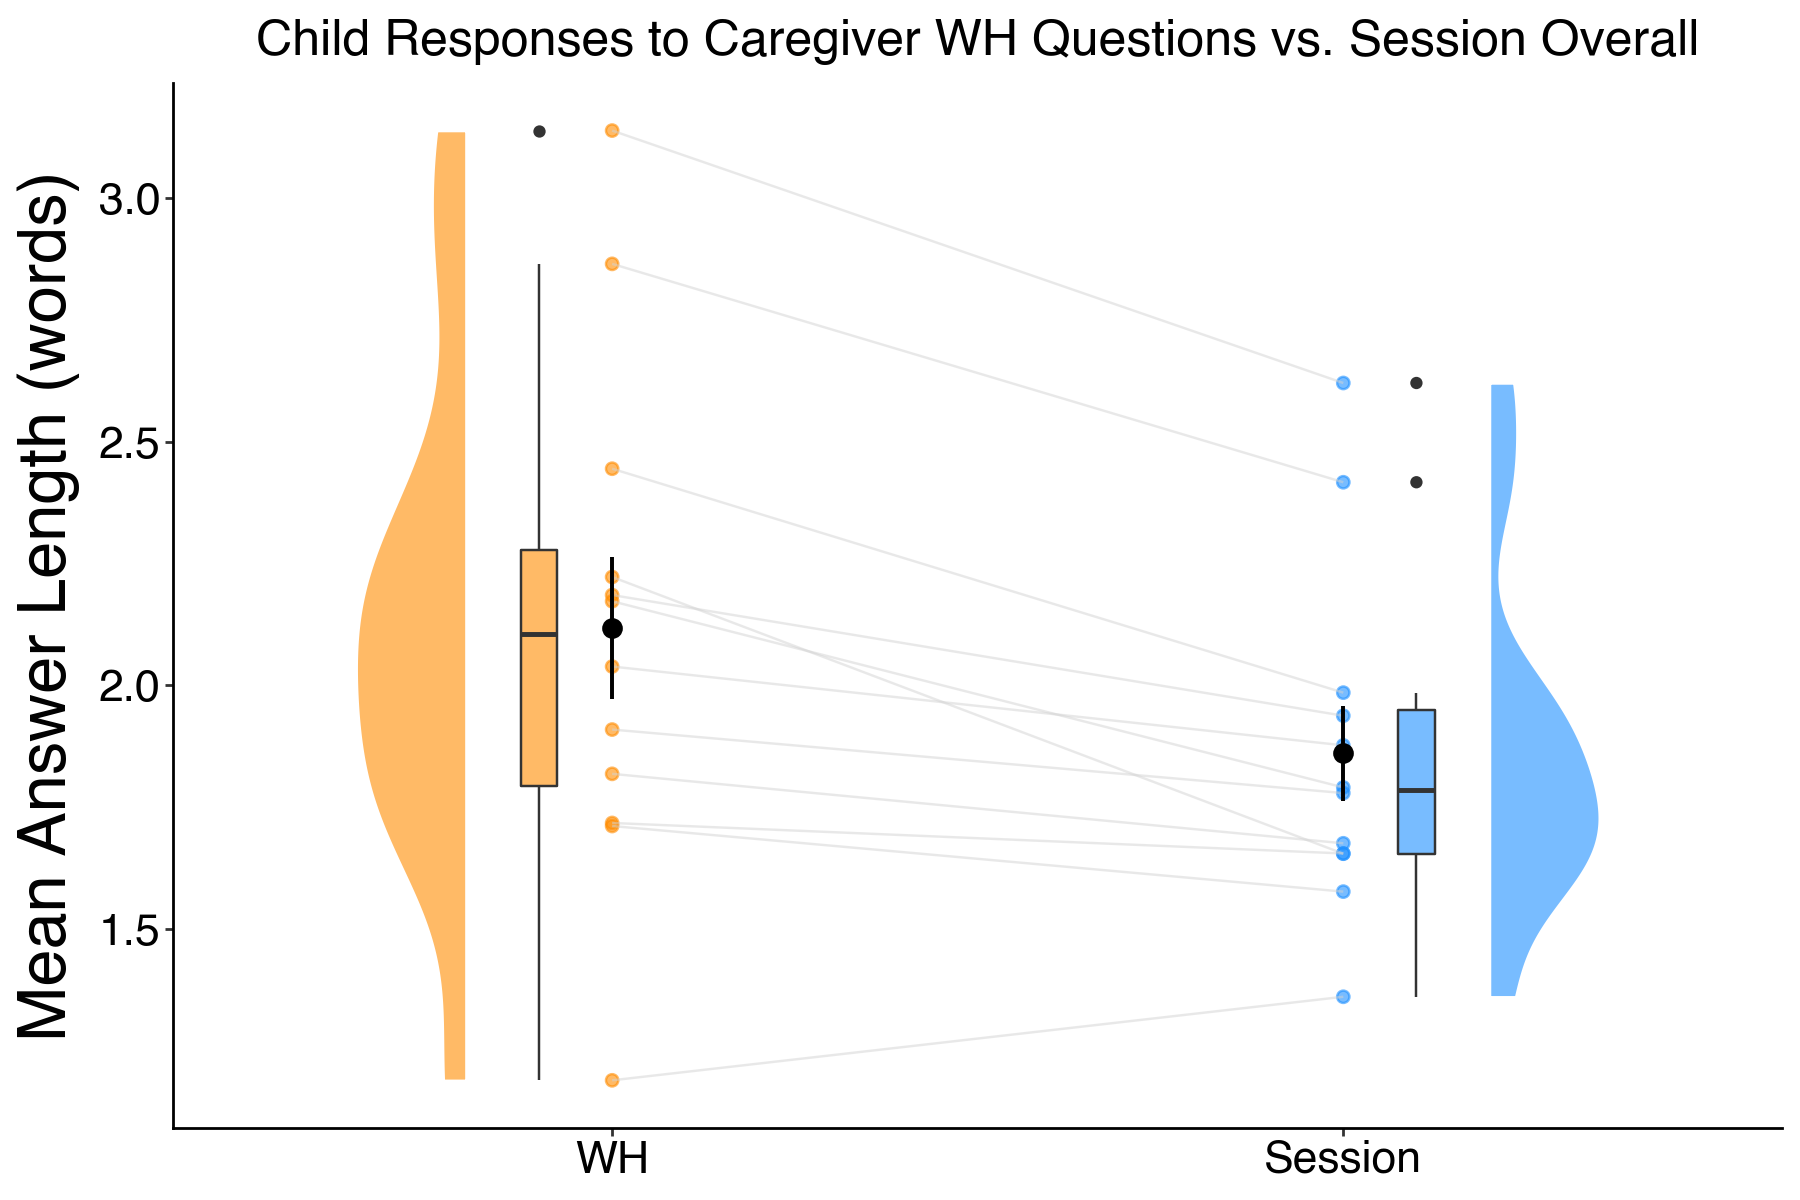 Child Responses to Caregiver WH Questions vs. Session Overall
Mean Answer Length (words)
3.0
2.5
2.0
1.5
WH
Session